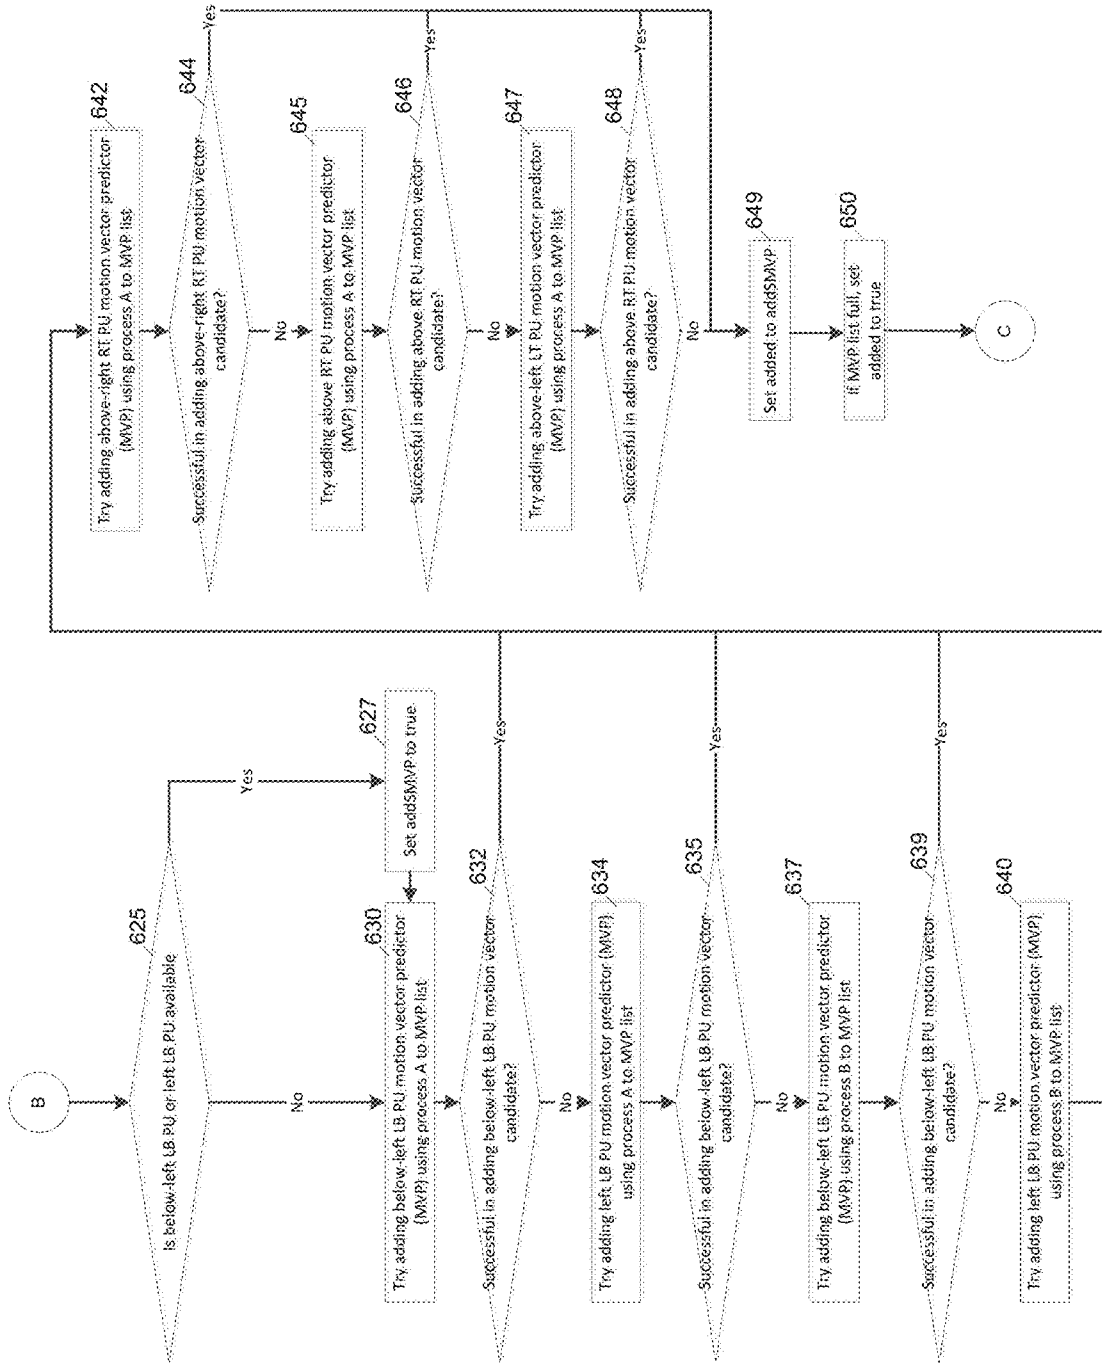 B
625
Is below-left LB PU or left LB PU available
Yes
No
627
Set addSMVP to true
630
Try adding below-left LB PU motion vector predictor
(MVP) using process A to MVP list
632
Successful in adding below-left LB PU motion vector
candidate?
Yes
No
634
Try adding left LB PU motion vector predictor (MVP)
using process A to MVP list
635
Successful in adding below-left LB PU motion vector
candidate?
Yes
No
637
Try adding below-left LB PU motion vector predictor
(MVP) using process B to MVP list
639
Successful in adding below-left LB PU motion vector
candidate?
Yes
No
640
Try adding left LB PU motion vector predictor (MVP)
using process B to MVP list
642
Try adding above-right RT PU motion vector predictor
(MVP) using process A to MVP list
644
Successful in adding above-right RT PU motion vector
candidate?
Yes
No
645
Try adding above RT PU motion vector predictor
(MVP) using process A to MVP list
646
Successful in adding above RT PU motion vector
candidate?
Yes
No
647
Try adding above-left LT PU motion vector predictor
(MVP) using process A to MVP list
648
Successful in adding above RT PU motion vector
candidate?
Yes
No
649
Set added to addSMVP
650
If MVP list full, set
added to true
C